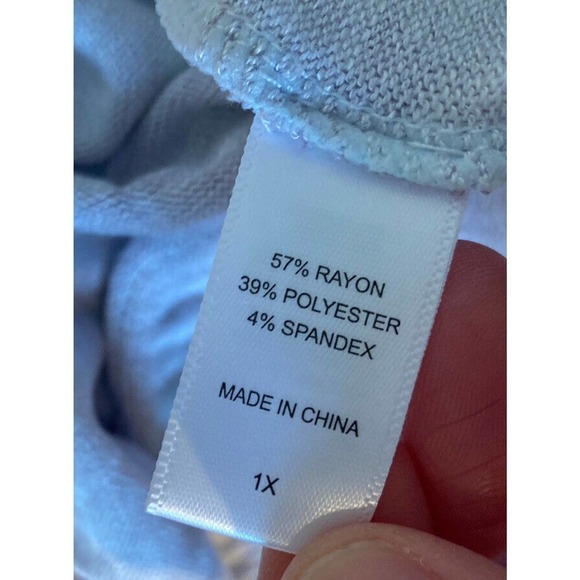 57% RAYON
39% POLYESTER
4% SPANDEX
MADE IN CHINA
1X